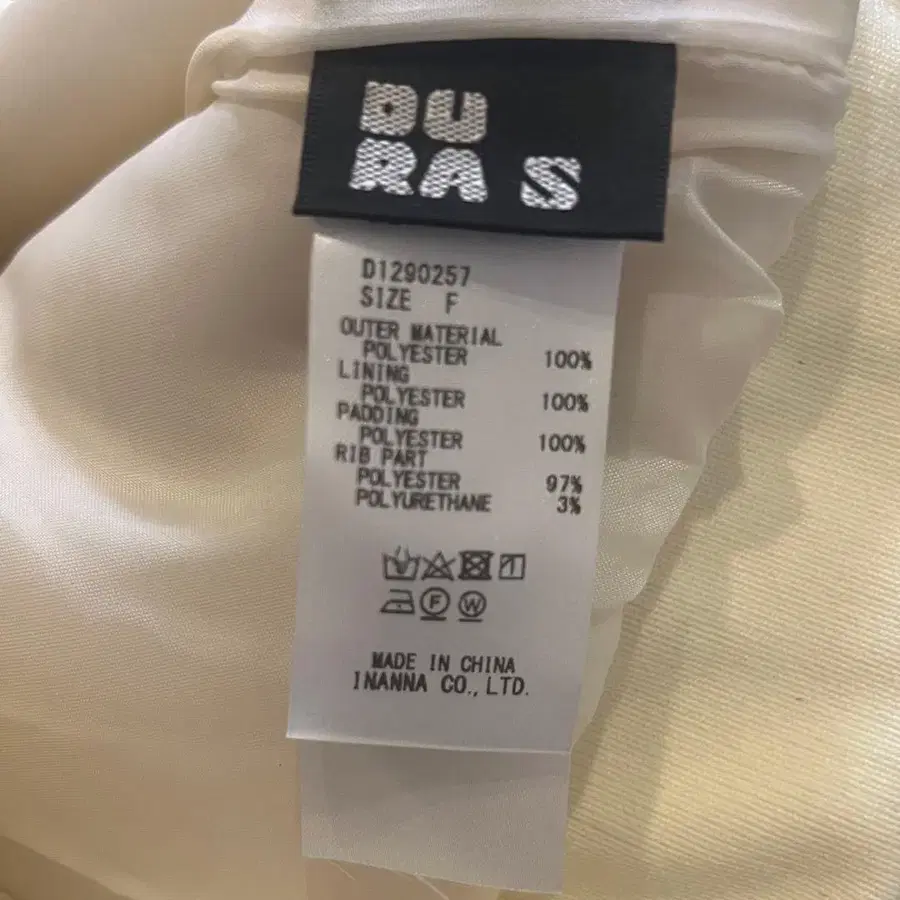 DU
RA S
D1290257
SIZE F
OUTER MATERIAL
POLYESTER 100%
LINING
POLYESTER 100%
PADDING
POLYESTER 100%
RIB PART
POLYESTER 97%
POLYURETHANE 3%
F W
MADE IN CHINA
INANNA CO., LTD.